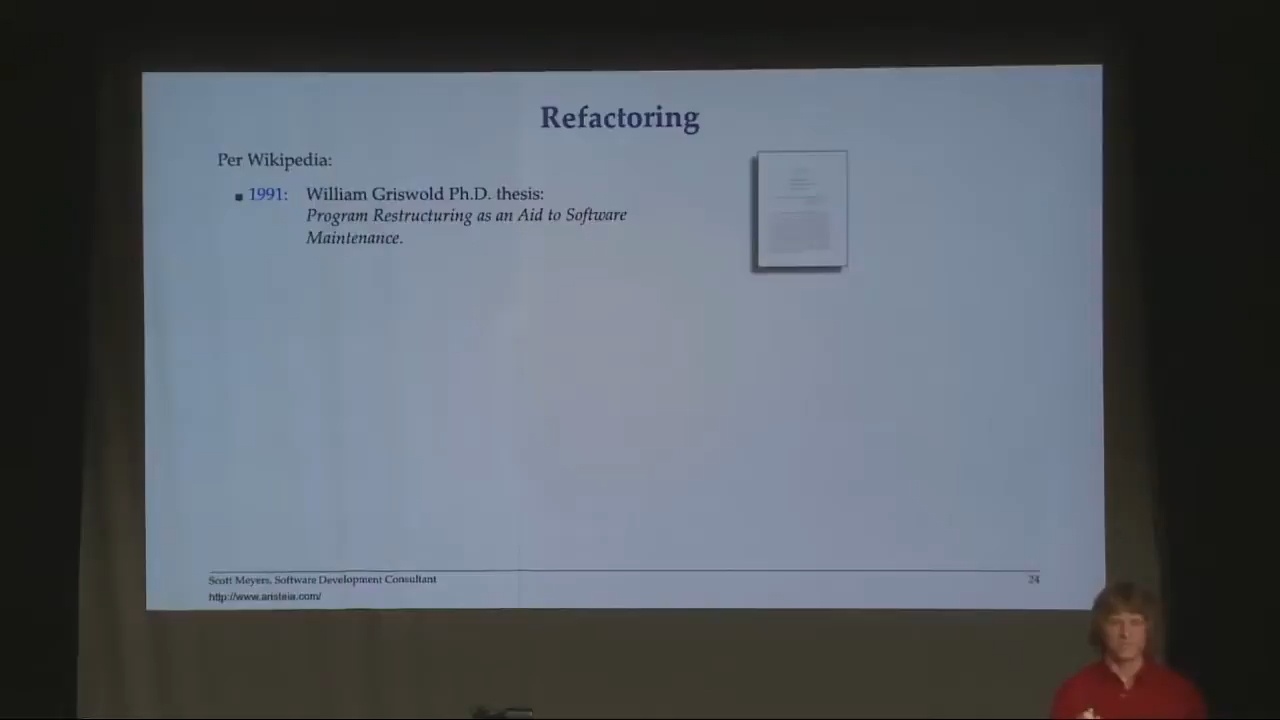 Refactoring
Per Wikipedia:
1991: William Griswold Ph.D. thesis:
Program Restructuring as an Aid to Software
Maintenance.
Scott Meyers, Software Development Consultant
24
http://www.aristeia.com/